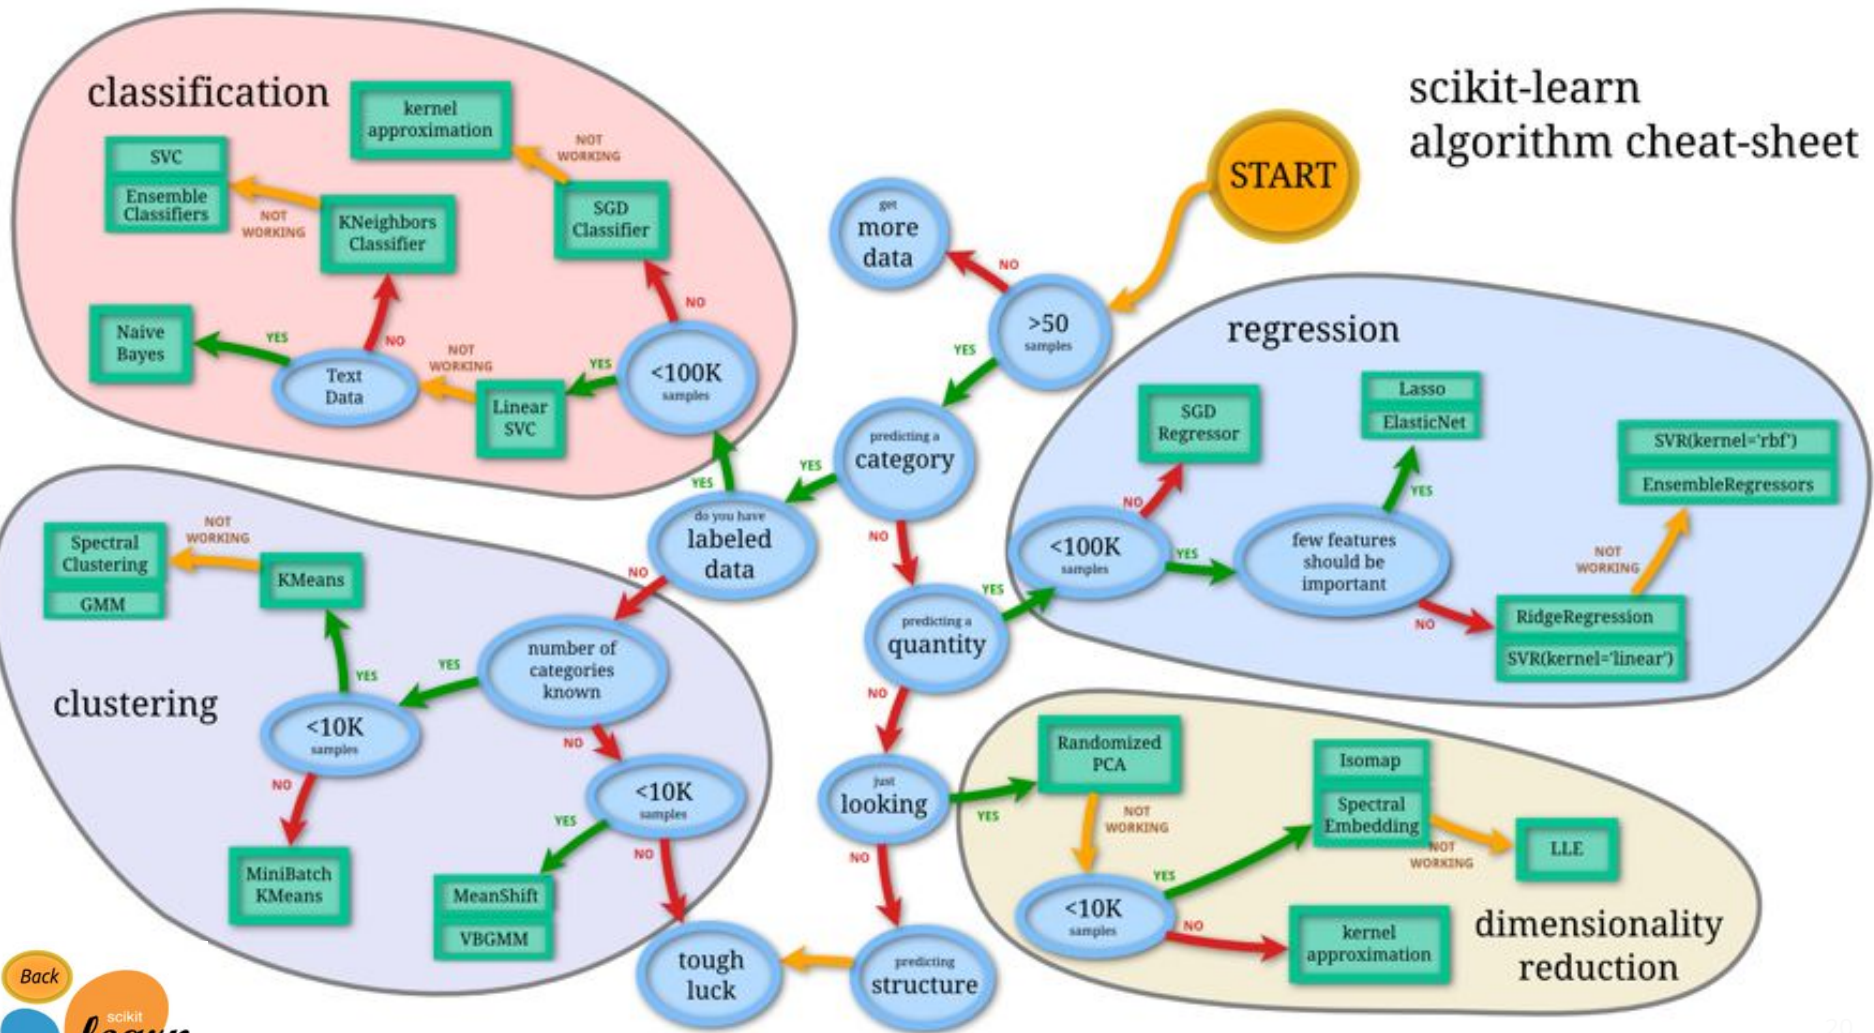 scikit-learn
algorithm cheat-sheet
START
classification
kernel
approximation
NOT
WORKING
SVC
Ensemble
Classifiers
NOT
WORKING
KNeighbors
Classifier
SGD
Classifier
NO
Naive
Bayes
YES
NO
Text
Data
NOT
WORKING
Linear
SVC
YES
<100K
samples
get
more
data
NO
>50
samples
YES
predicting a
category
YES
NO
YES
do you have
labeled
data
NO
predicting a
quantity
YES
NO
just
looking
YES
NO
predicting
structure
tough
luck
regression
SGD
Regressor
NO
<100K
samples
YES
few features
should be
important
YES
Lasso
ElasticNet
NO
RidgeRegression
SVR(kernel='linear')
NOT
WORKING
SVR(kernel='rbf')
EnsembleRegressors
clustering
Spectral
Clustering
GMM
NOT
WORKING
KMeans
YES
<10K
samples
YES
number of
categories
known
NO
NO
MiniBatch
KMeans
<10K
samples
YES
NO
MeanShift
VBGMM
dimensionality
reduction
Randomized
PCA
NOT
WORKING
<10K
samples
YES
Isomap
Spectral
Embedding
NOT
WORKING
LLE
NO
kernel
approximation
Back
scikit
learn